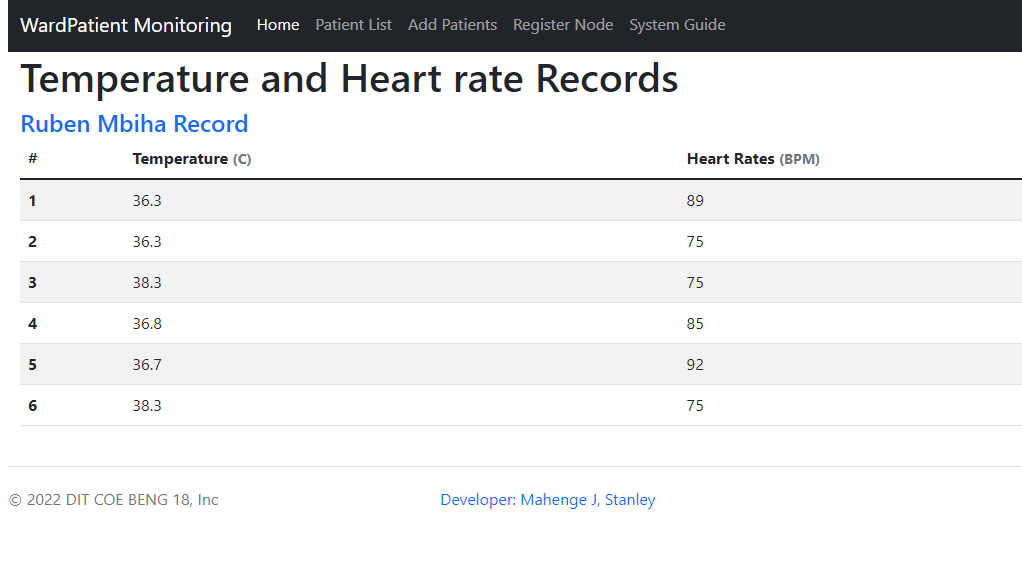 WardPatient Monitoring Home Patient List Add Patients Register Node System Guide
Temperature and Heart rate Records
Ruben Mbiha Record
# Temperature (C) Heart Rates (BPM)
1 36.3 89
2 36.3 75
3 38.3 75
4 36.8 85
5 36.7 92
6 38.3 75
© 2022 DIT COE BENG 18, Inc Developer: Mahenge J, Stanley